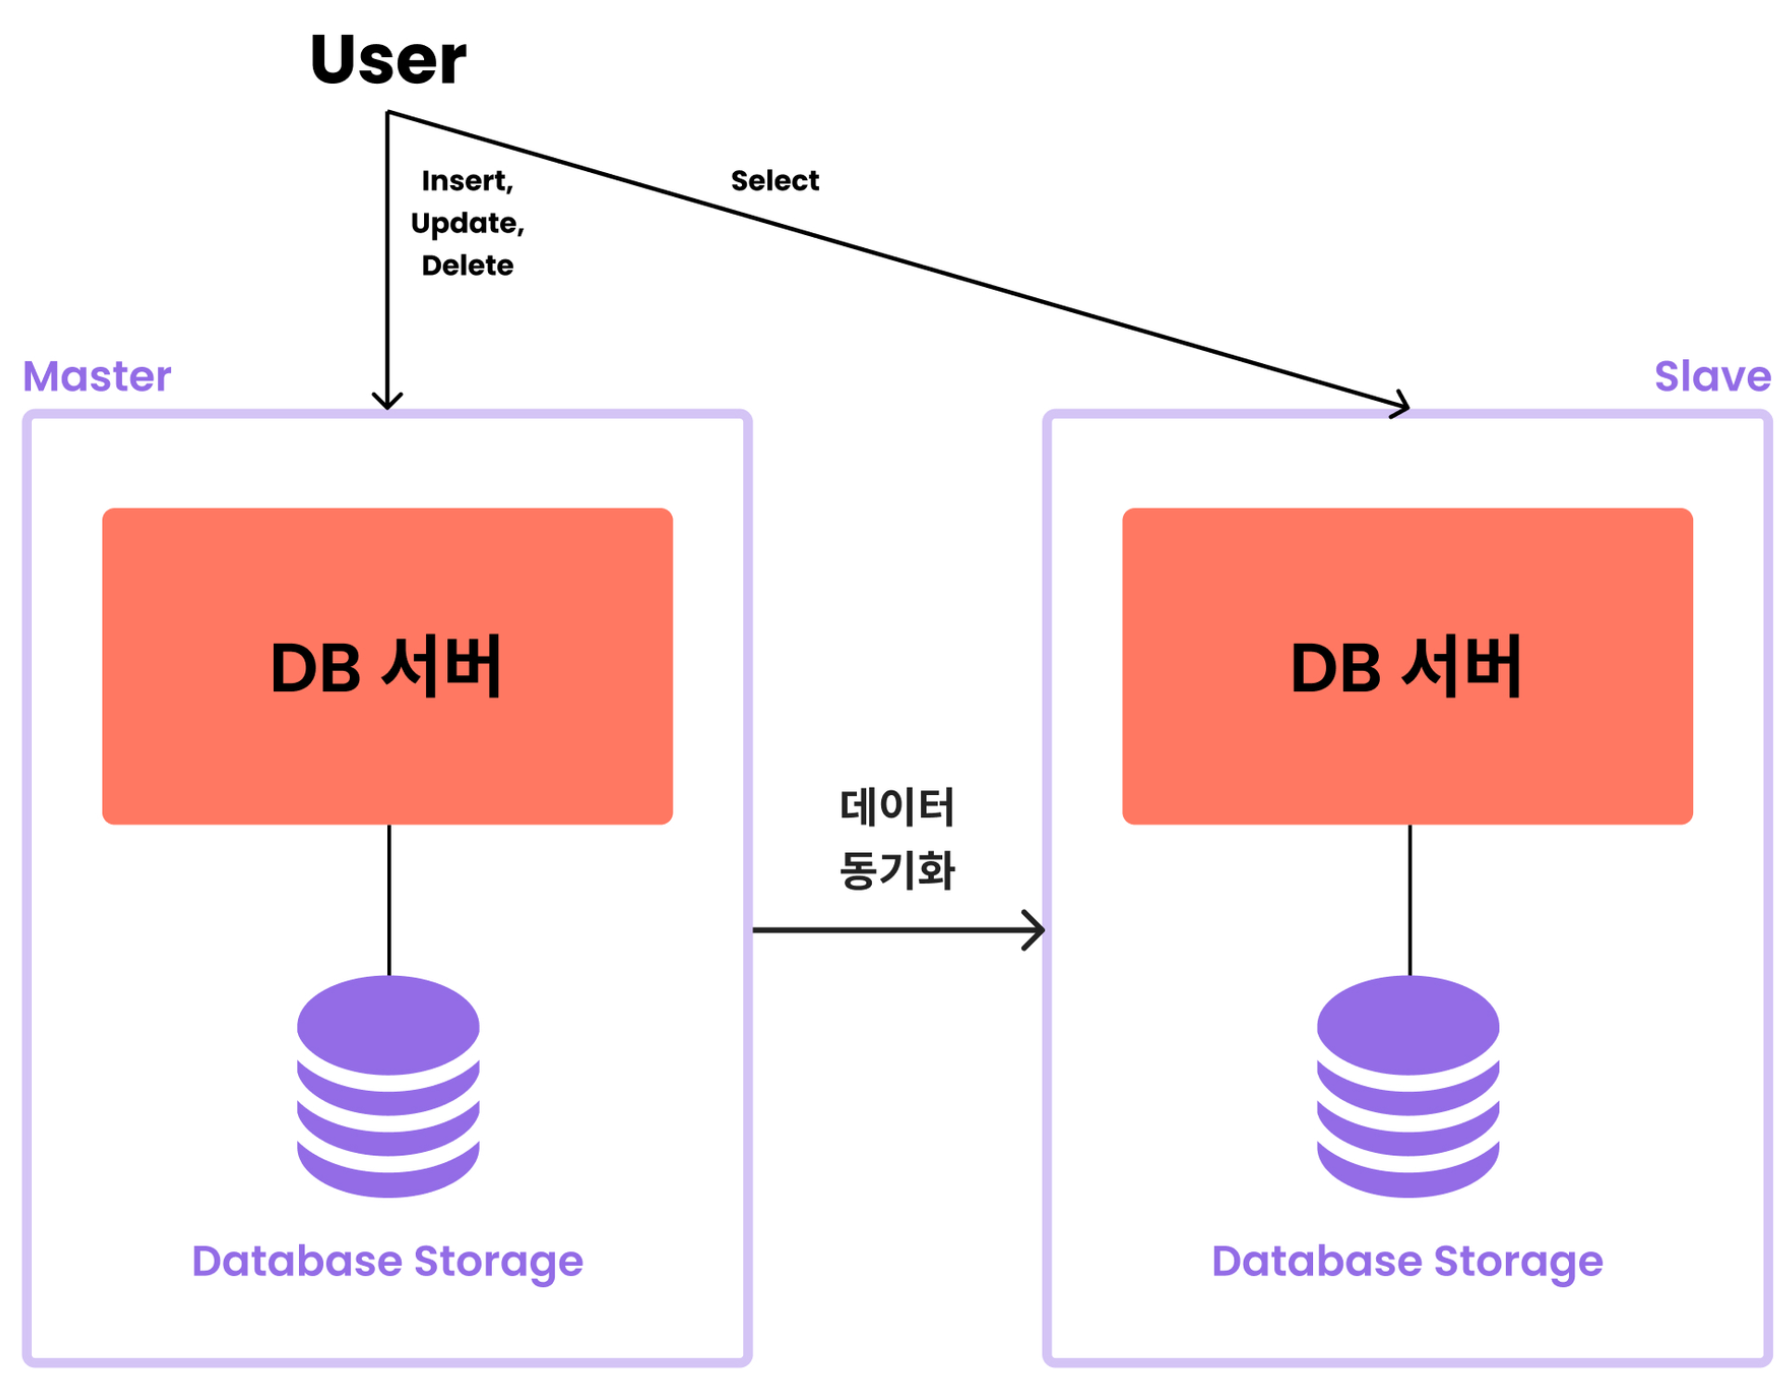 User
Insert,
Update,
Delete
Select
Master
Slave
DB 서버
DB 서버
데이터
동기화
Database Storage
Database Storage